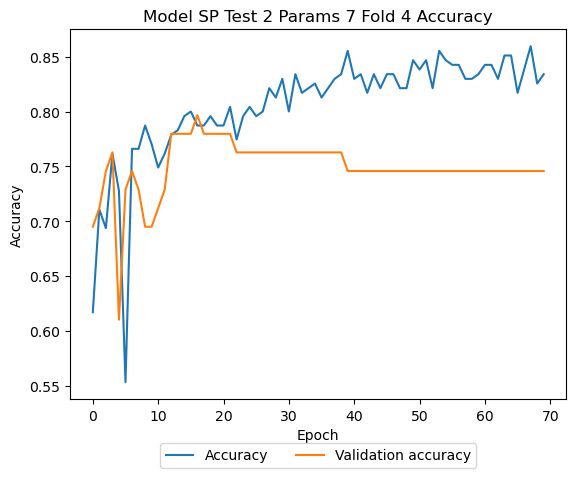 Model SP Test 2 Params 7 Fold 4 Accuracy
0.85
0.80
0.75
0.70
0.65
0.60
0.55
Accuracy
0 10 20 30 40 50 60 70
Epoch
Accuracy Validation accuracy